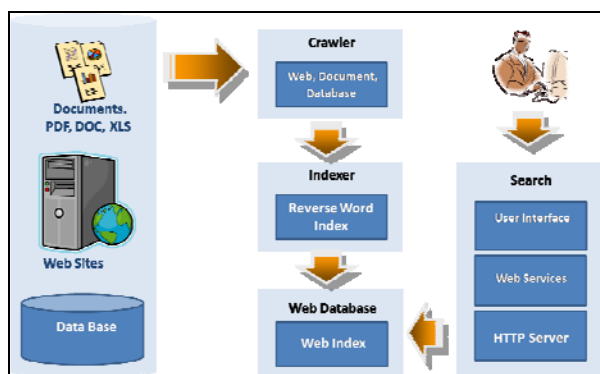 Documents.
PDF, DOC, XLS
Web Sites
Data Base
Crawler
Web, Document,
Database
Indexer
Reverse Word
Index
Web Database
Web Index
Search
User Interface
Web Services
HTTP Server